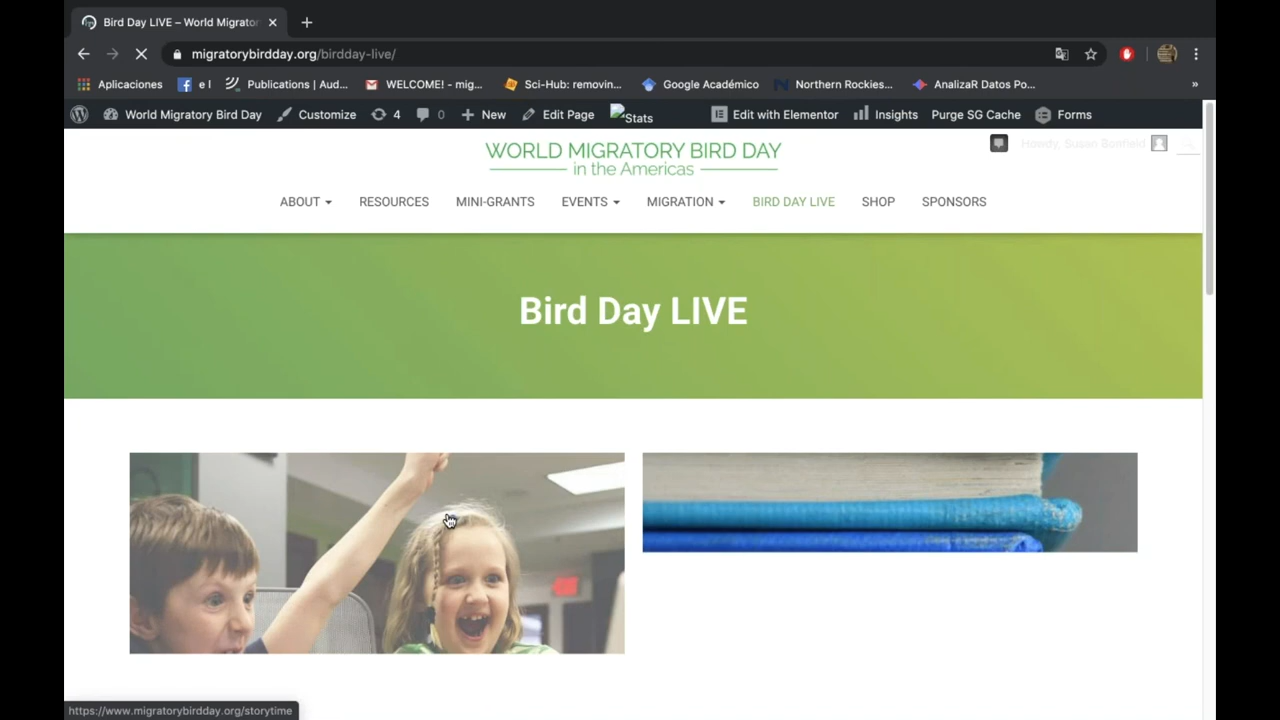 Bird Day LIVE – World Migrator
migratorybirdday.org/birdday-live/
Aplicaciones e l Publications | Aud... WELCOME! - mig... Sci-Hub: removin... Google Académico Northern Rockies... AnalizaR Datos Po... »
World Migratory Bird Day Customize 4 0 New Edit Page Stats Edit with Elementor Insights Purge SG Cache Forms
Howdy, Susan Bonfield
WORLD MIGRATORY BIRD DAY
in the Americas
ABOUT RESOURCES MINI-GRANTS EVENTS MIGRATION BIRD DAY LIVE SHOP SPONSORS
Bird Day LIVE
https://www.migratorybirdday.org/storytime